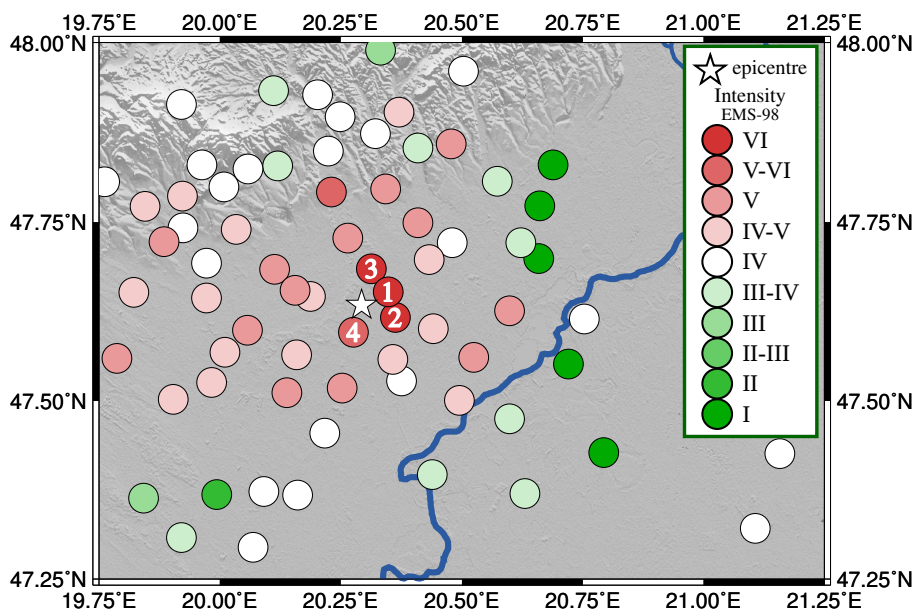 19.75°E 20.00°E 20.25°E 20.50°E 20.75°E 21.00°E 21.25°E
48.00°N 48.00°N
epicentre
Intensity
EMS-98
VI
V-VI
V
47.75°N 47.75°N
IV-V
IV
3
III-IV
1
2
III
4
II-III
II
47.50°N 47.50°N
I
47.25°N 47.25°N
19.75°E 20.00°E 20.25°E 20.50°E 20.75°E 21.00°E 21.25°E